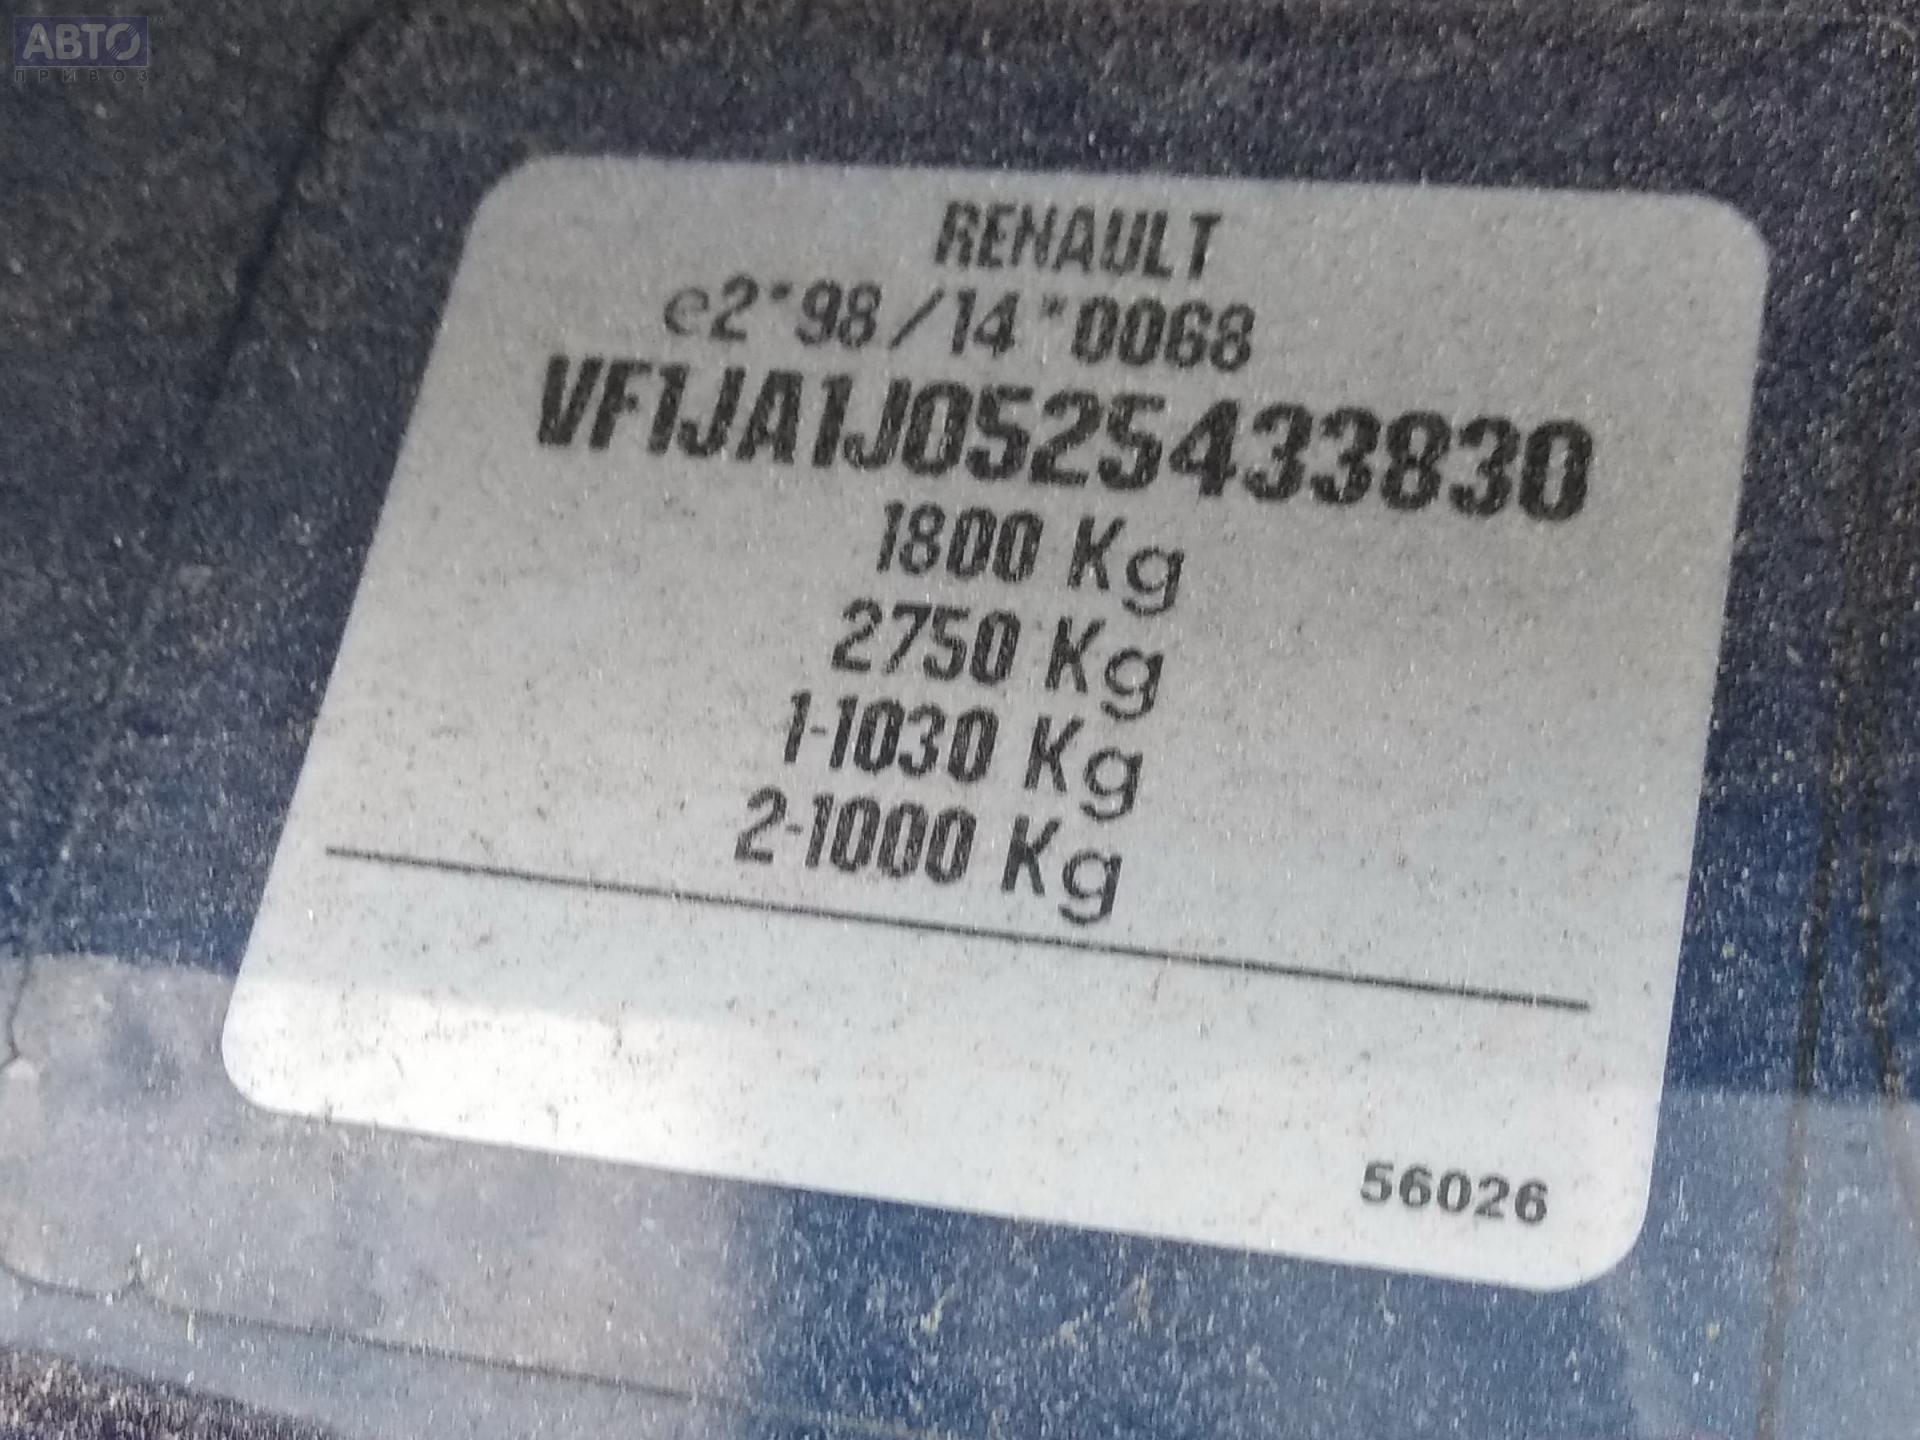 АВТО
ПРИВОЗ
RENAULT
e2*98/14*0068
VF1JA1J0525433830
1800 Kg
2750 Kg
1-1030 Kg
2-1000 Kg
56026